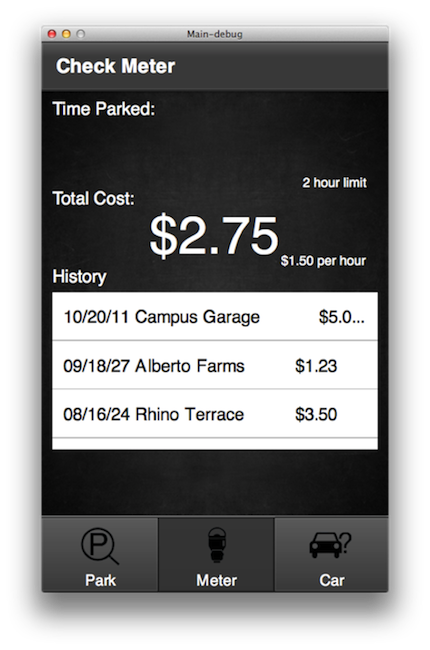 Main-debug
Check Meter
Time Parked:
2 hour limit
Total Cost:
$2.75
$1.50 per hour
History
10/20/11 Campus Garage $5.0...
09/18/27 Alberto Farms $1.23
08/16/24 Rhino Terrace $3.50
P
?
Park Meter Car